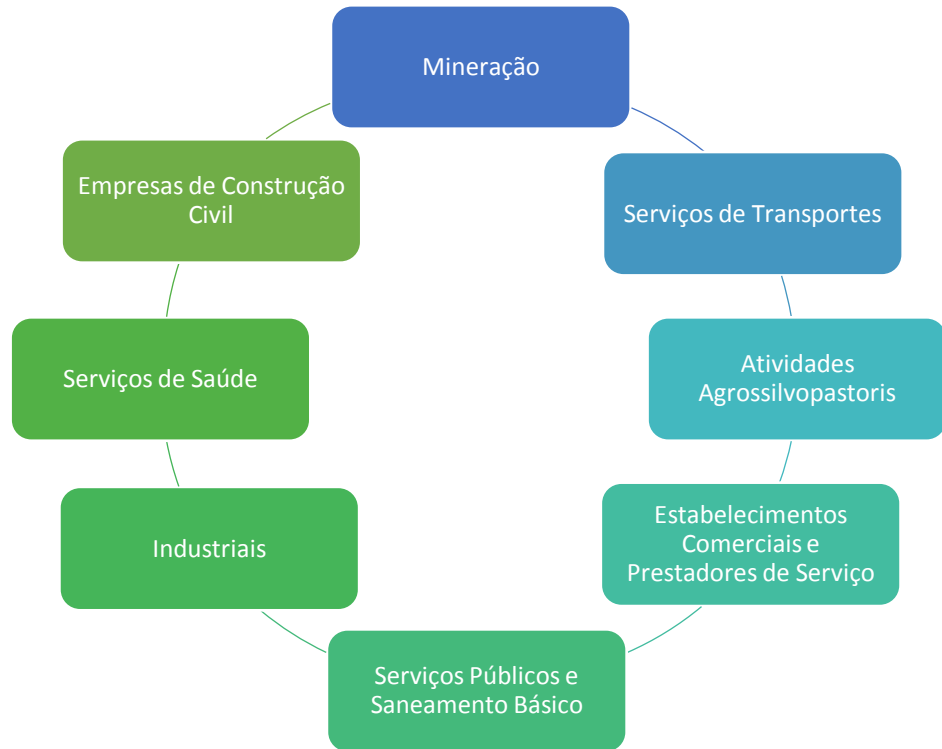 Mineração
Serviços de Transportes
Atividades
Agrossilvopastoris
Estabelecimentos
Comerciais e
Prestadores de Serviço
Serviços Públicos e
Saneamento Básico
Industriais
Serviços de Saúde
Empresas de Construção
Civil